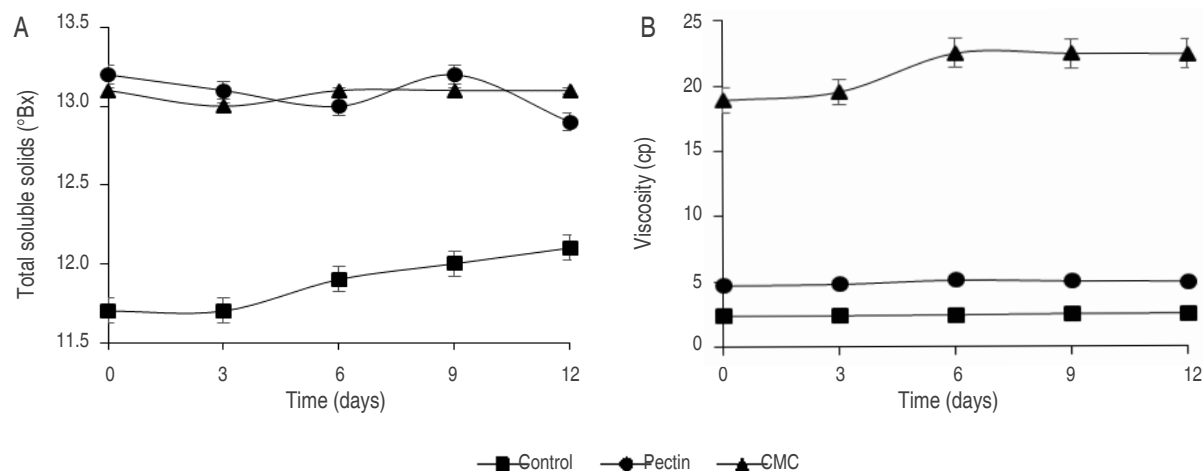 A
Total soluble solids (°Bx)
13.5
13.0
12.5
12.0
11.5
0 3 6 9 12
Time (days)
B
Viscosity (cp)
25
20
15
10
5
0
0 3 6 9 12
Time (days)
Control Pectin CMC